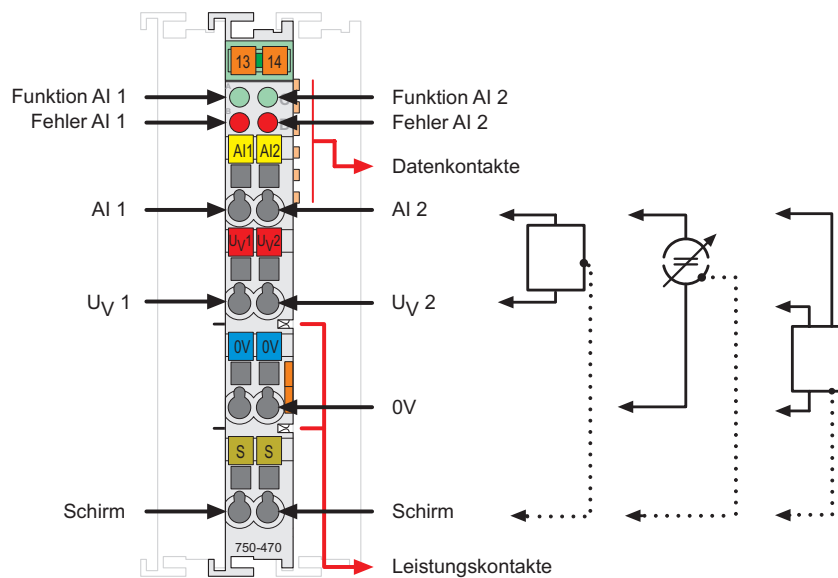 13 14
Funktion AI 1
Funktion AI 2
Fehler AI 1
Fehler AI 2
AI1 AI2
Datenkontakte
AI 1
AI 2
UV1 UV2
UV 1
UV 2
0V 0V
0V
S S
Schirm
Schirm
750-470
Leistungskontakte